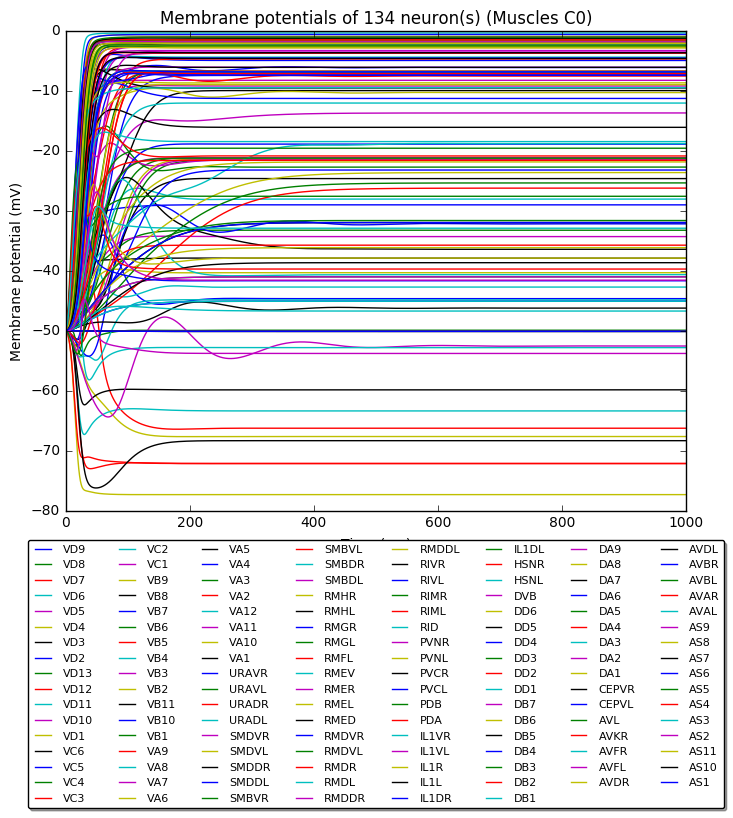 Membrane potentials of 134 neuron(s) (Muscles C0)
Membrane potential (mV)
0
−10
−20
−30
−40
−50
−60
−70
−80
0 200 400 600 800 1000
VD9 VC2 VA5 SMBVL RMDDL IL1DL DA9 AVDL
VD8 VC1 VA4 SMBDR RIVR HSNR DA8 AVBR
VD7 VB9 VA3 SMBDL RIVL HSNL DA7 AVBL
VD6 VB8 VA2 RMHR RIMR DVB DA6 AVAR
VD5 VB7 VA12 RMHL RIML DD6 DA5 AVAL
VD4 VB6 VA11 RMGR RID DD5 DA4 AS9
VD3 VB5 VA10 RMGL PVNR DD4 DA3 AS8
VD2 VB4 VA1 RMFL PVNL DD3 DA2 AS7
VD13 VB3 URAVR RMEV PVCR DD2 DA1 AS6
VD12 VB2 URAVL RMER PVCL DD1 CEPVR AS5
VD11 VB11 URADR RMEL PDB DB7 CEPVL AS4
VD10 VB10 URADL RMED PDA DB6 AVL AS3
VD1 VB1 SMDVR RMDVR IL1VR DB5 AVKR AS2
VC6 VA9 SMDVL RMDVL IL1VL DB4 AVFR AS11
VC5 VA8 SMDDR RMDR IL1R DB3 AVFL AS10
VC4 VA7 SMDDL RMDL IL1L DB2 AVDR AS1
VC3 VA6 SMBVR RMDDR IL1DR DB1